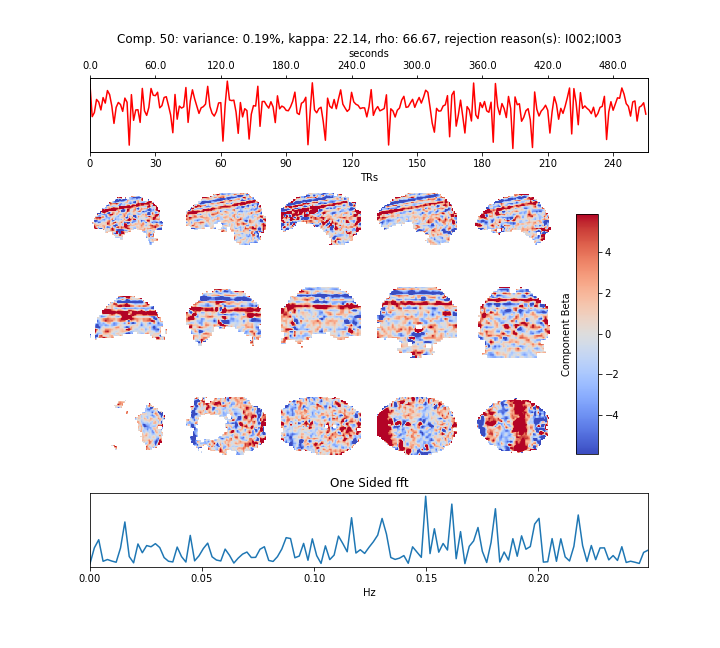 Comp. 50: variance: 0.19%, kappa: 22.14, rho: 66.67, rejection reason(s): I002;I003
seconds
0.0 60.0 120.0 180.0 240.0 300.0 360.0 420.0 480.0
0 30 60 90 120 150 180 210 240
TRs
4
2
0
−2
−4
Component Beta
One Sided fft
0.00 0.05 0.10 0.15 0.20
Hz